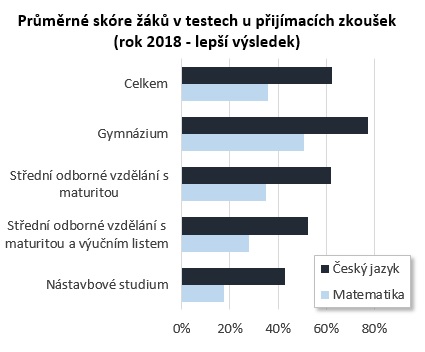 Průměrné skóre žáků v testech u přijímacích zkoušek
(rok 2018 - lepší výsledek)
Celkem
Gymnázium
Střední odborné vzdělání s
maturitou
Střední odborné vzdělání s
maturitou a výučním listem
Nástavbové studium
Český jazyk
Matematika
0% 20% 40% 60% 80%